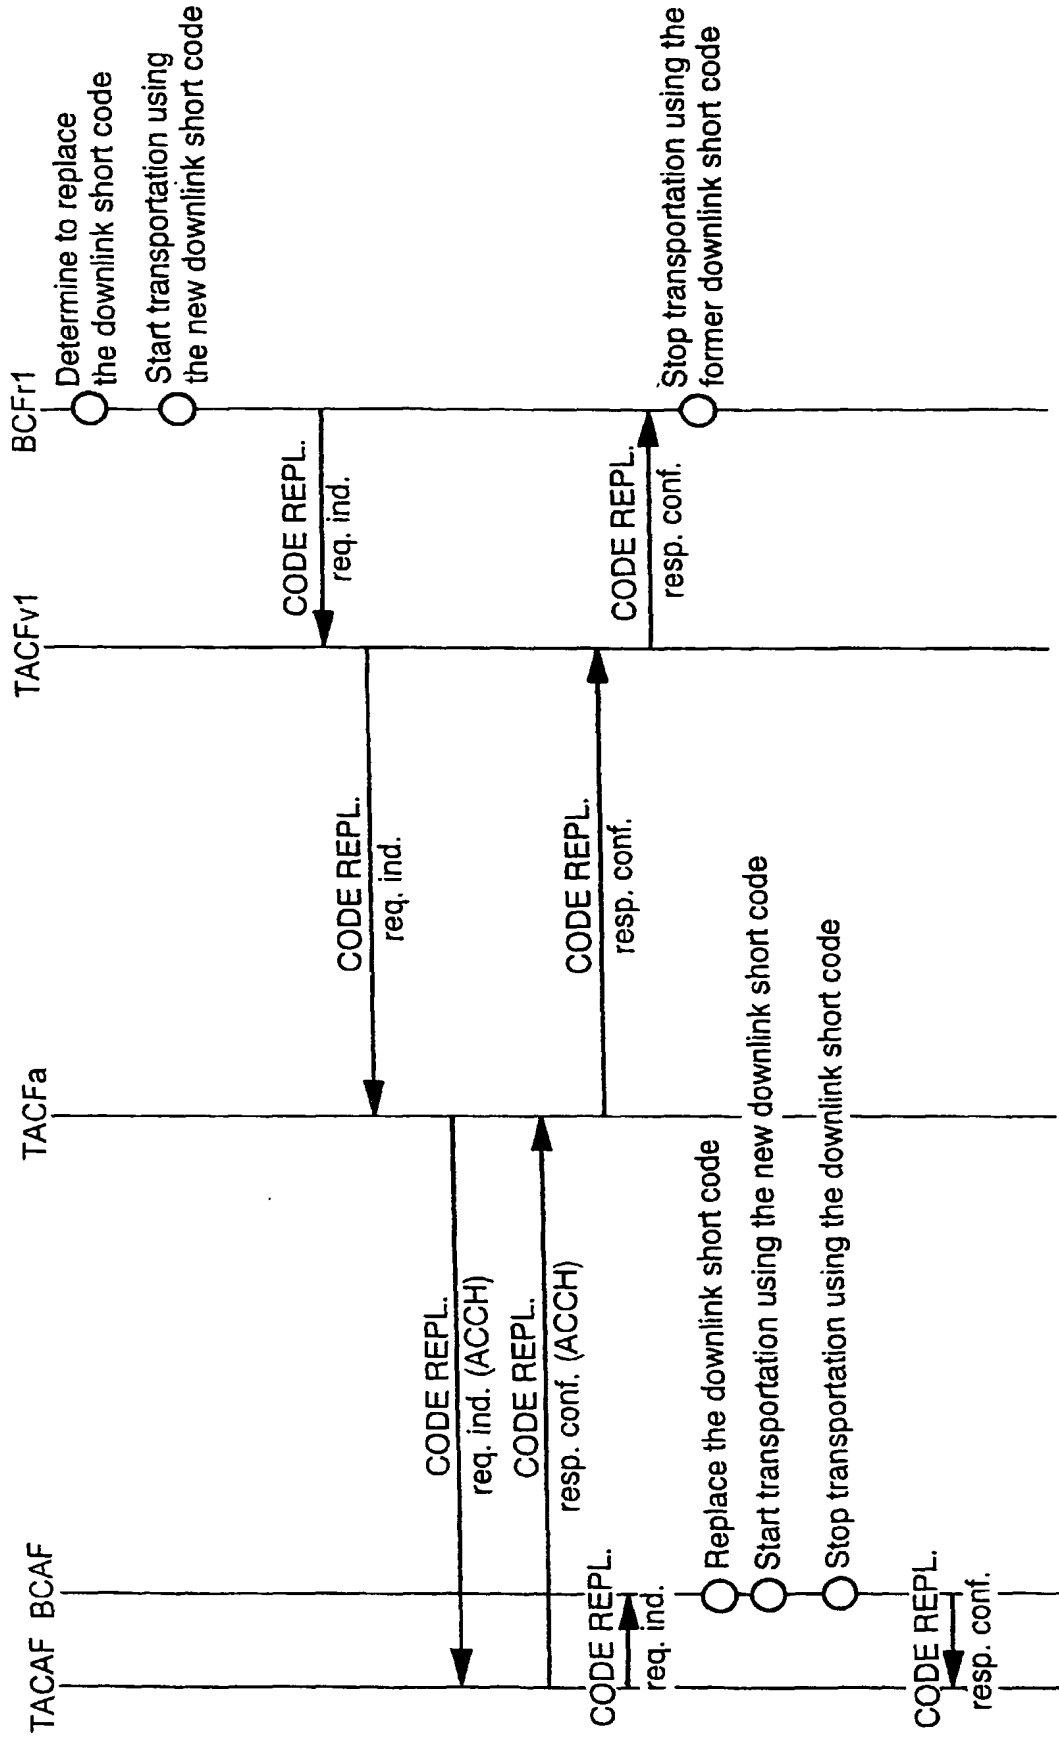 TACAF
BCAF
TACFa
TACFv1
BCFr1
Determine to replace
the downlink short code
Start transportation using
the new downlink short code
CODE REPL.
req. ind.
CODE REPL.
req. ind.
CODE REPL.
req. ind. (ACCH)
CODE REPL.
resp. conf. (ACCH)
CODE REPL.
resp. conf.
CODE REPL.
req. ind.
CODE REPL.
resp. conf.
Stop transportation using the
former downlink short code
Replace the downlink short code
Start transportation using the new downlink short code
Stop transportation using the downlink short code
CODE REPL.
resp. conf.